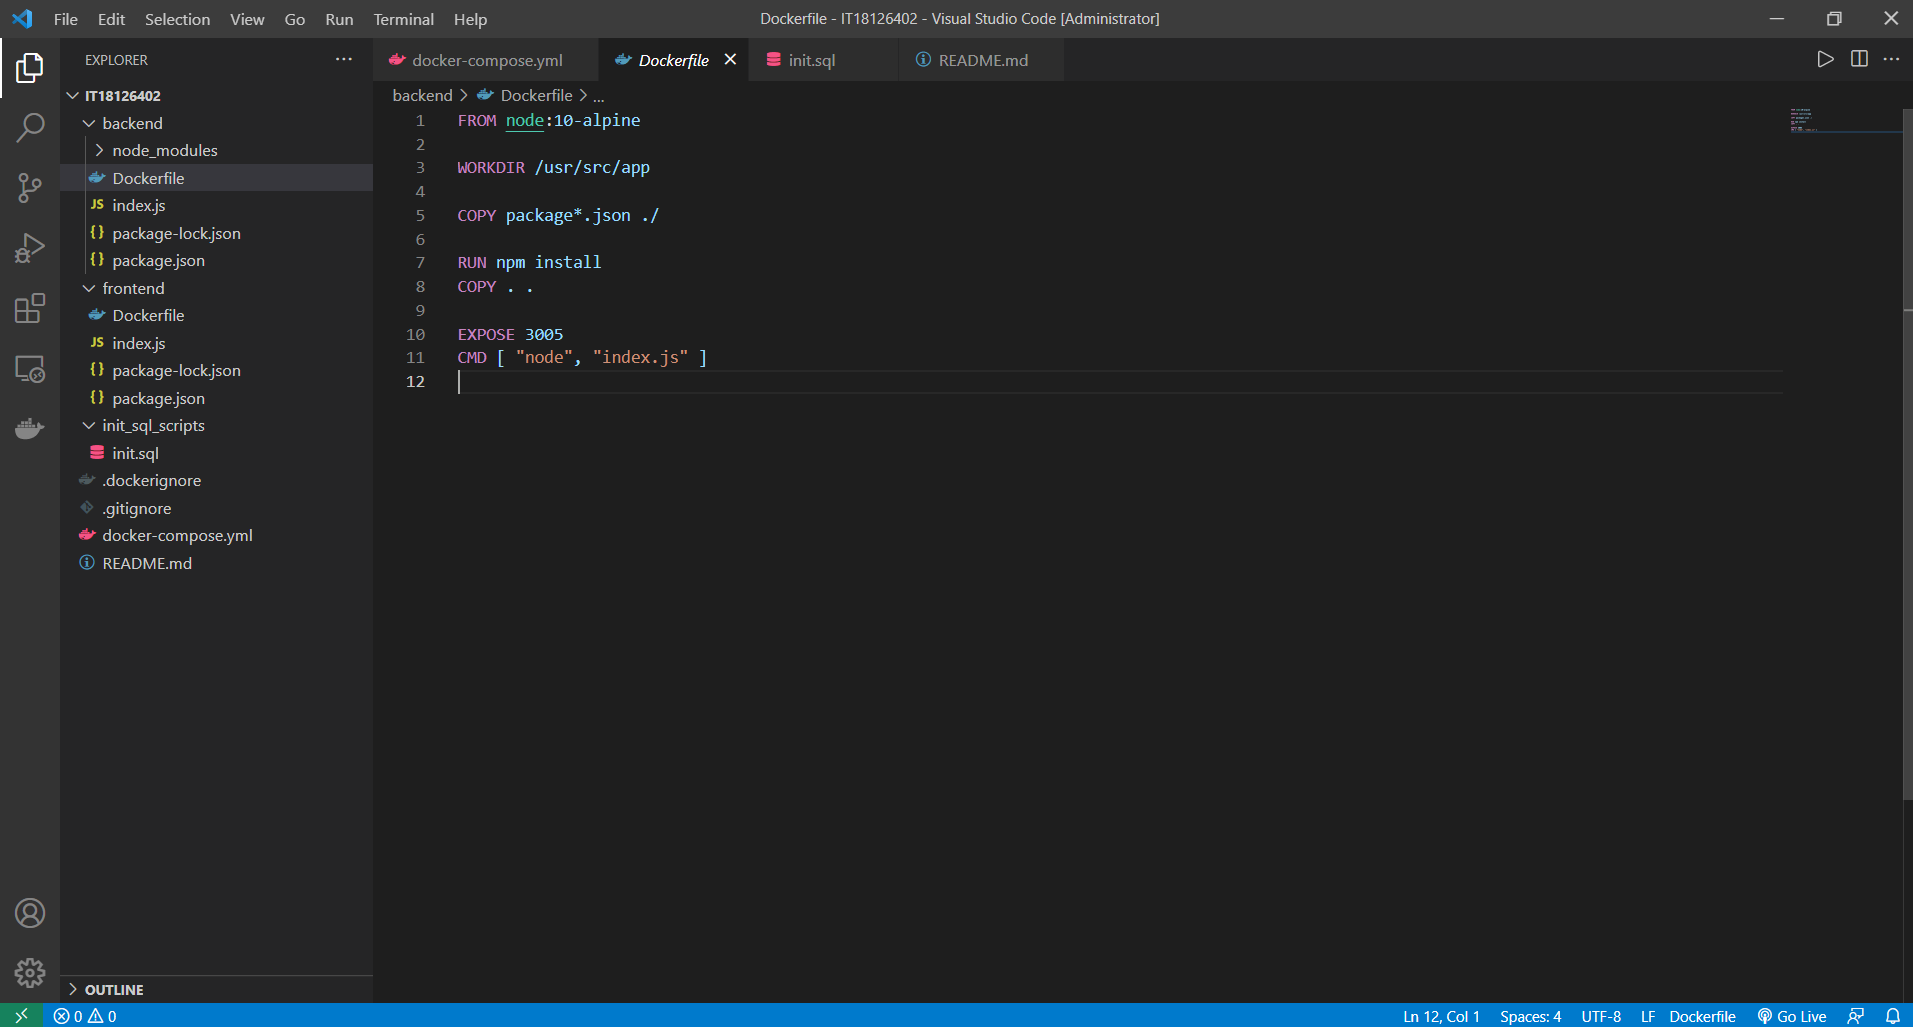 File Edit Selection View Go Run Terminal Help
Dockerfile - IT18126402 - Visual Studio Code [Administrator]
EXPLORER
IT18126402
backend
node_modules
Dockerfile
JS index.js
{} package-lock.json
{} package.json
frontend
Dockerfile
JS index.js
{} package-lock.json
{} package.json
init_sql_scripts
init.sql
.dockerignore
.gitignore
docker-compose.yml
README.md
OUTLINE
docker-compose.yml Dockerfile init.sql README.md
backend > Dockerfile > ...
1 FROM node:10-alpine
2
3 WORKDIR /usr/src/app
4
5 COPY package*.json ./
6
7 RUN npm install
8 COPY . .
9
10 EXPOSE 3005
11 CMD [ "node", "index.js" ]
12
0 0 Ln 12, Col 1 Spaces: 4 UTF-8 LF Dockerfile Go Live